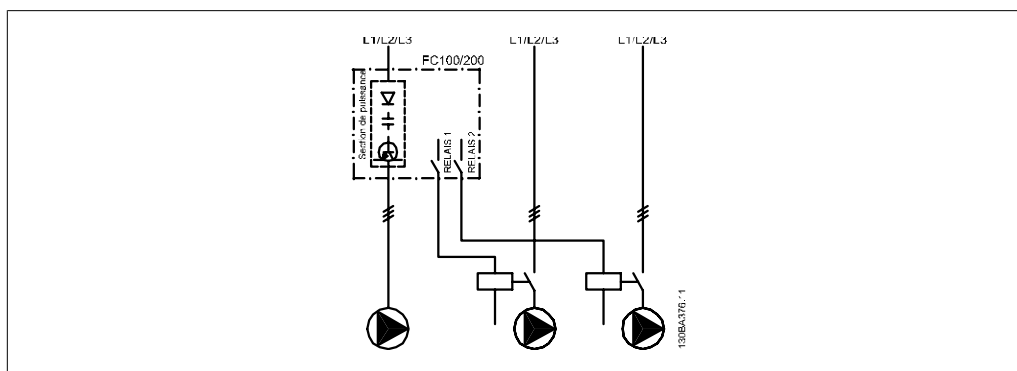 L1/L2/L3
L1/L2/L3
L1/L2/L3
FC100/200
Section de puissance
RELAIS 1
RELAIS 2
130BA376.11